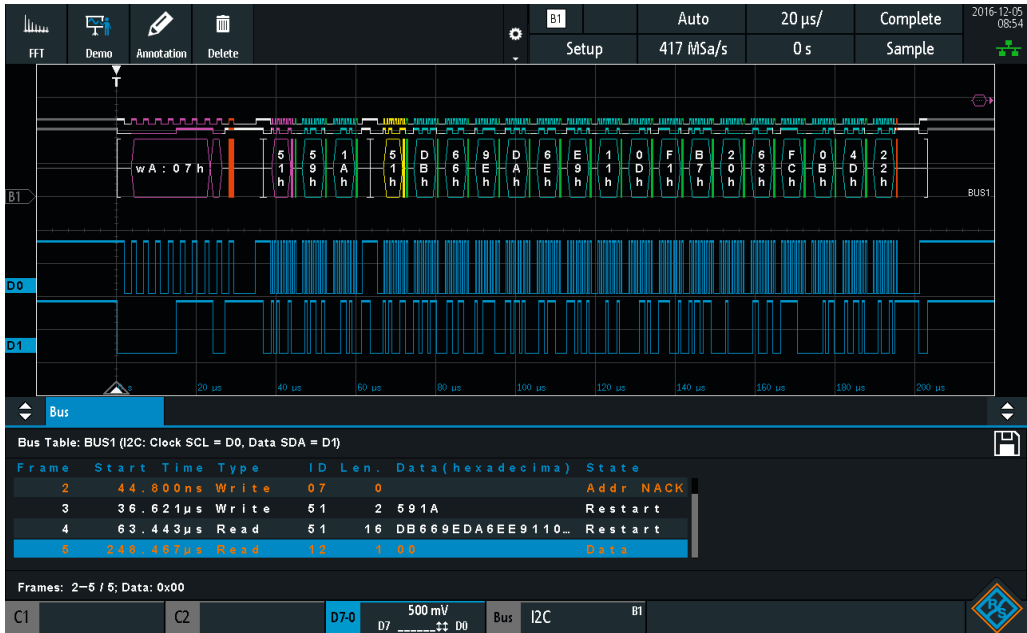 B1 Auto 20 µs/ Complete 2016-12-05 08:54
FFT Demo Annotation Delete Setup 417 MSa/s 0 s Sample
T
wA:07h 51h 59h 1Ah 51h DBh 66h 9Eh DAh 6Eh E9h 11h 0Dh F1h B7h 20h 63h FCh 0Bh 4Dh 22h
B1 BUS1
D0
D1
s 20 µs 40 µs 60 µs 80 µs 100 µs 120 µs 140 µs 160 µs 180 µs 200 µs
Bus
Bus Table: BUS1 (I2C: Clock SCL = D0, Data SDA = D1)
Frame Start Time Type ID Len. Data(hexadecima) State
2 44.800ns Write 07 0 Addr NACK
3 36.621µs Write 51 2 591A Restart
4 63.443µs Read 51 16 DB669EDA6EE9110… Restart
5 248.467µs Read 12 1 00 Data
Frames: 2–5 / 5; Data: 0x00
C1 C2 D7-0 500 mV Bus I2C B1
D7 ______‡‡ D0
R&S